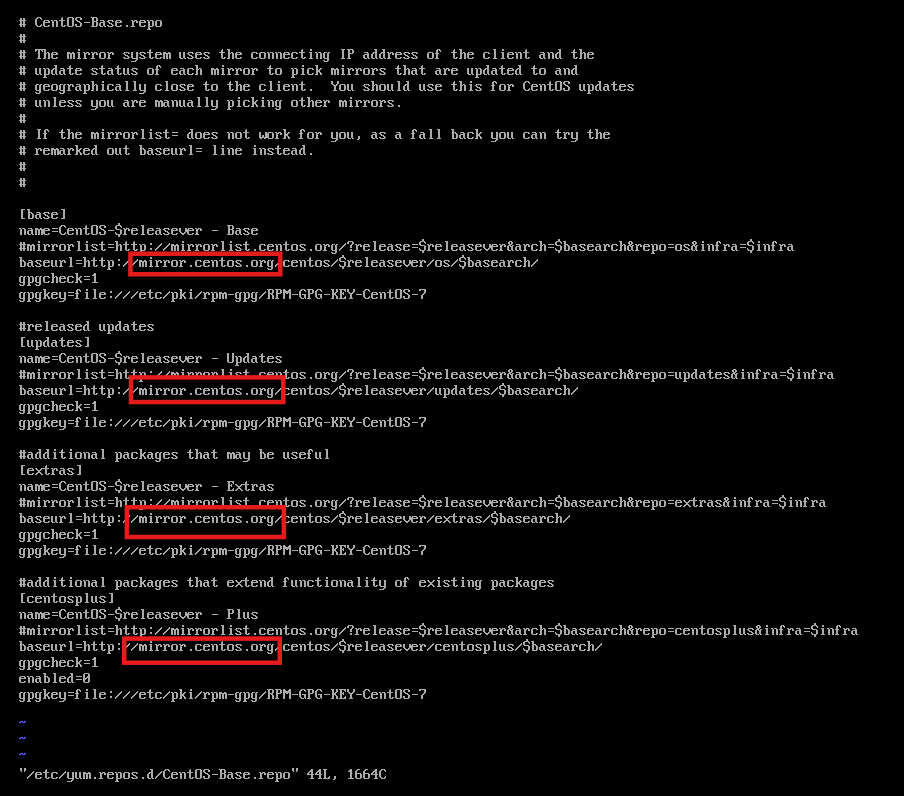 # CentOS-Base.repo
#
# The mirror system uses the connecting IP address of the client and the
# update status of each mirror to pick mirrors that are updated to and
# geographically close to the client.  You should use this for CentOS updates
# unless you are manually picking other mirrors.
#
# If the mirrorlist= does not work for you, as a fall back you can try the
# remarked out baseurl= line instead.
#
#
[base]
name=CentOS-$releasever - Base
#mirrorlist=http://mirrorlist.centos.org/?release=$releasever&arch=$basearch&repo=os&infra=$infra
baseurl=http://mirror.centos.org/centos/$releasever/os/$basearch/
gpgcheck=1
gpgkey=file:///etc/pki/rpm-gpg/RPM-GPG-KEY-CentOS-7
#released updates
[updates]
name=CentOS-$releasever - Updates
#mirrorlist=http://mirrorlist.centos.org/?release=$releasever&arch=$basearch&repo=updates&infra=$infra
baseurl=http://mirror.centos.org/centos/$releasever/updates/$basearch/
gpgcheck=1
gpgkey=file:///etc/pki/rpm-gpg/RPM-GPG-KEY-CentOS-7
#additional packages that may be useful
[extras]
name=CentOS-$releasever - Extras
#mirrorlist=http://mirrorlist.centos.org/?release=$releasever&arch=$basearch&repo=extras&infra=$infra
baseurl=http://mirror.centos.org/centos/$releasever/extras/$basearch/
gpgcheck=1
gpgkey=file:///etc/pki/rpm-gpg/RPM-GPG-KEY-CentOS-7
#additional packages that extend functionality of existing packages
[centosplus]
name=CentOS-$releasever - Plus
#mirrorlist=http://mirrorlist.centos.org/?release=$releasever&arch=$basearch&repo=centosplus&infra=$infra
baseurl=http://mirror.centos.org/centos/$releasever/centosplus/$basearch/
gpgcheck=1
enabled=0
gpgkey=file:///etc/pki/rpm-gpg/RPM-GPG-KEY-CentOS-7
~
~
~
"/etc/yum.repos.d/CentOS-Base.repo" 44L, 1664C